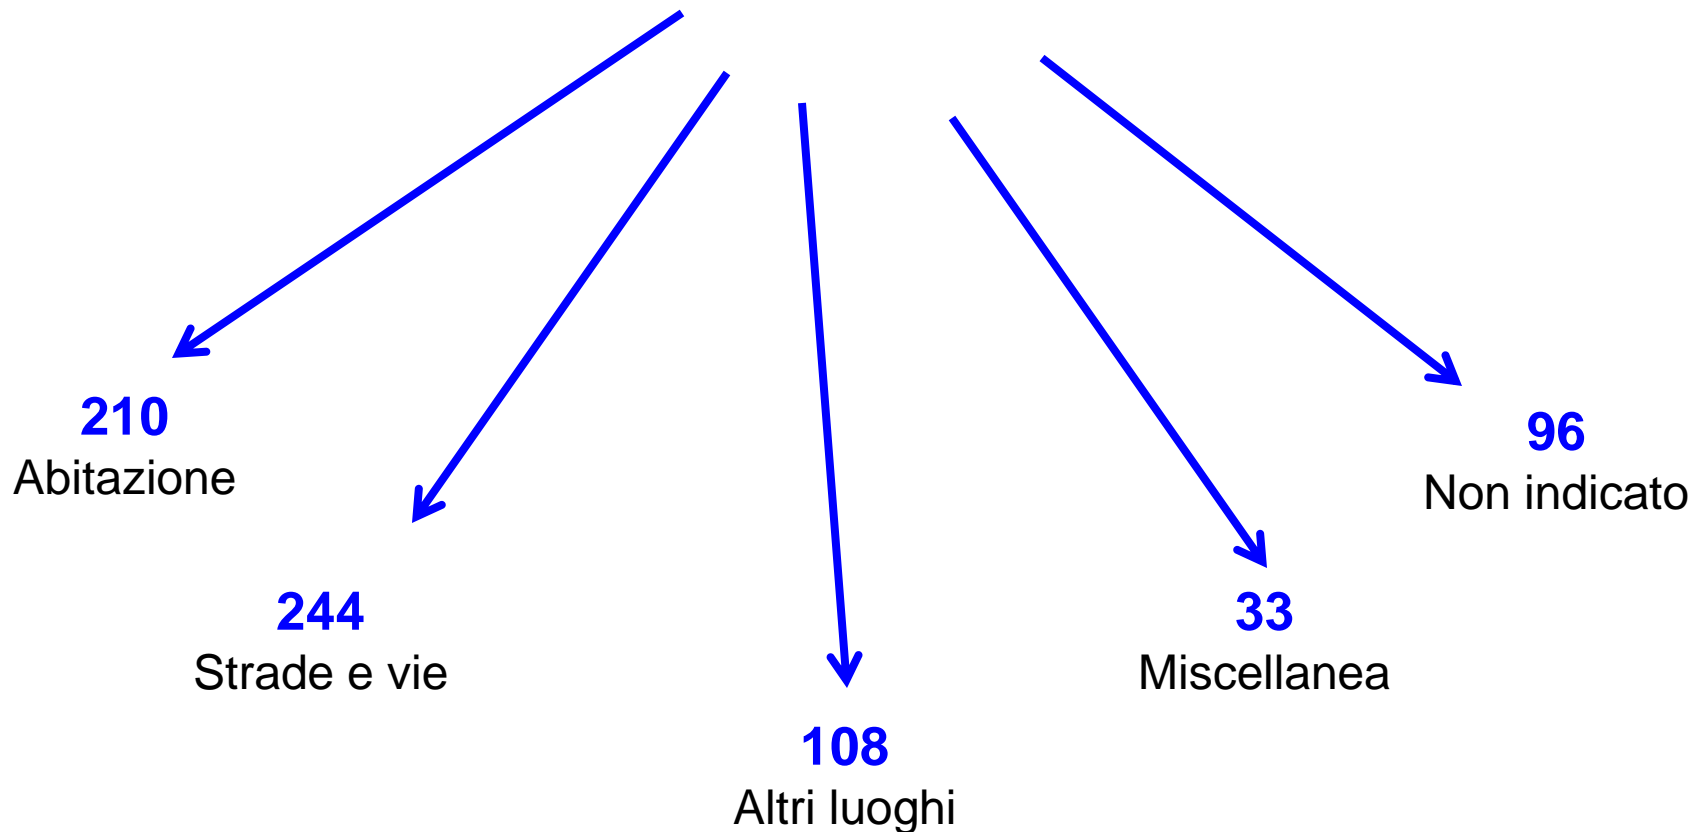 210
Abitazione
244
Strade e vie
108
Altri luoghi
33
Miscellanea
96
Non indicato